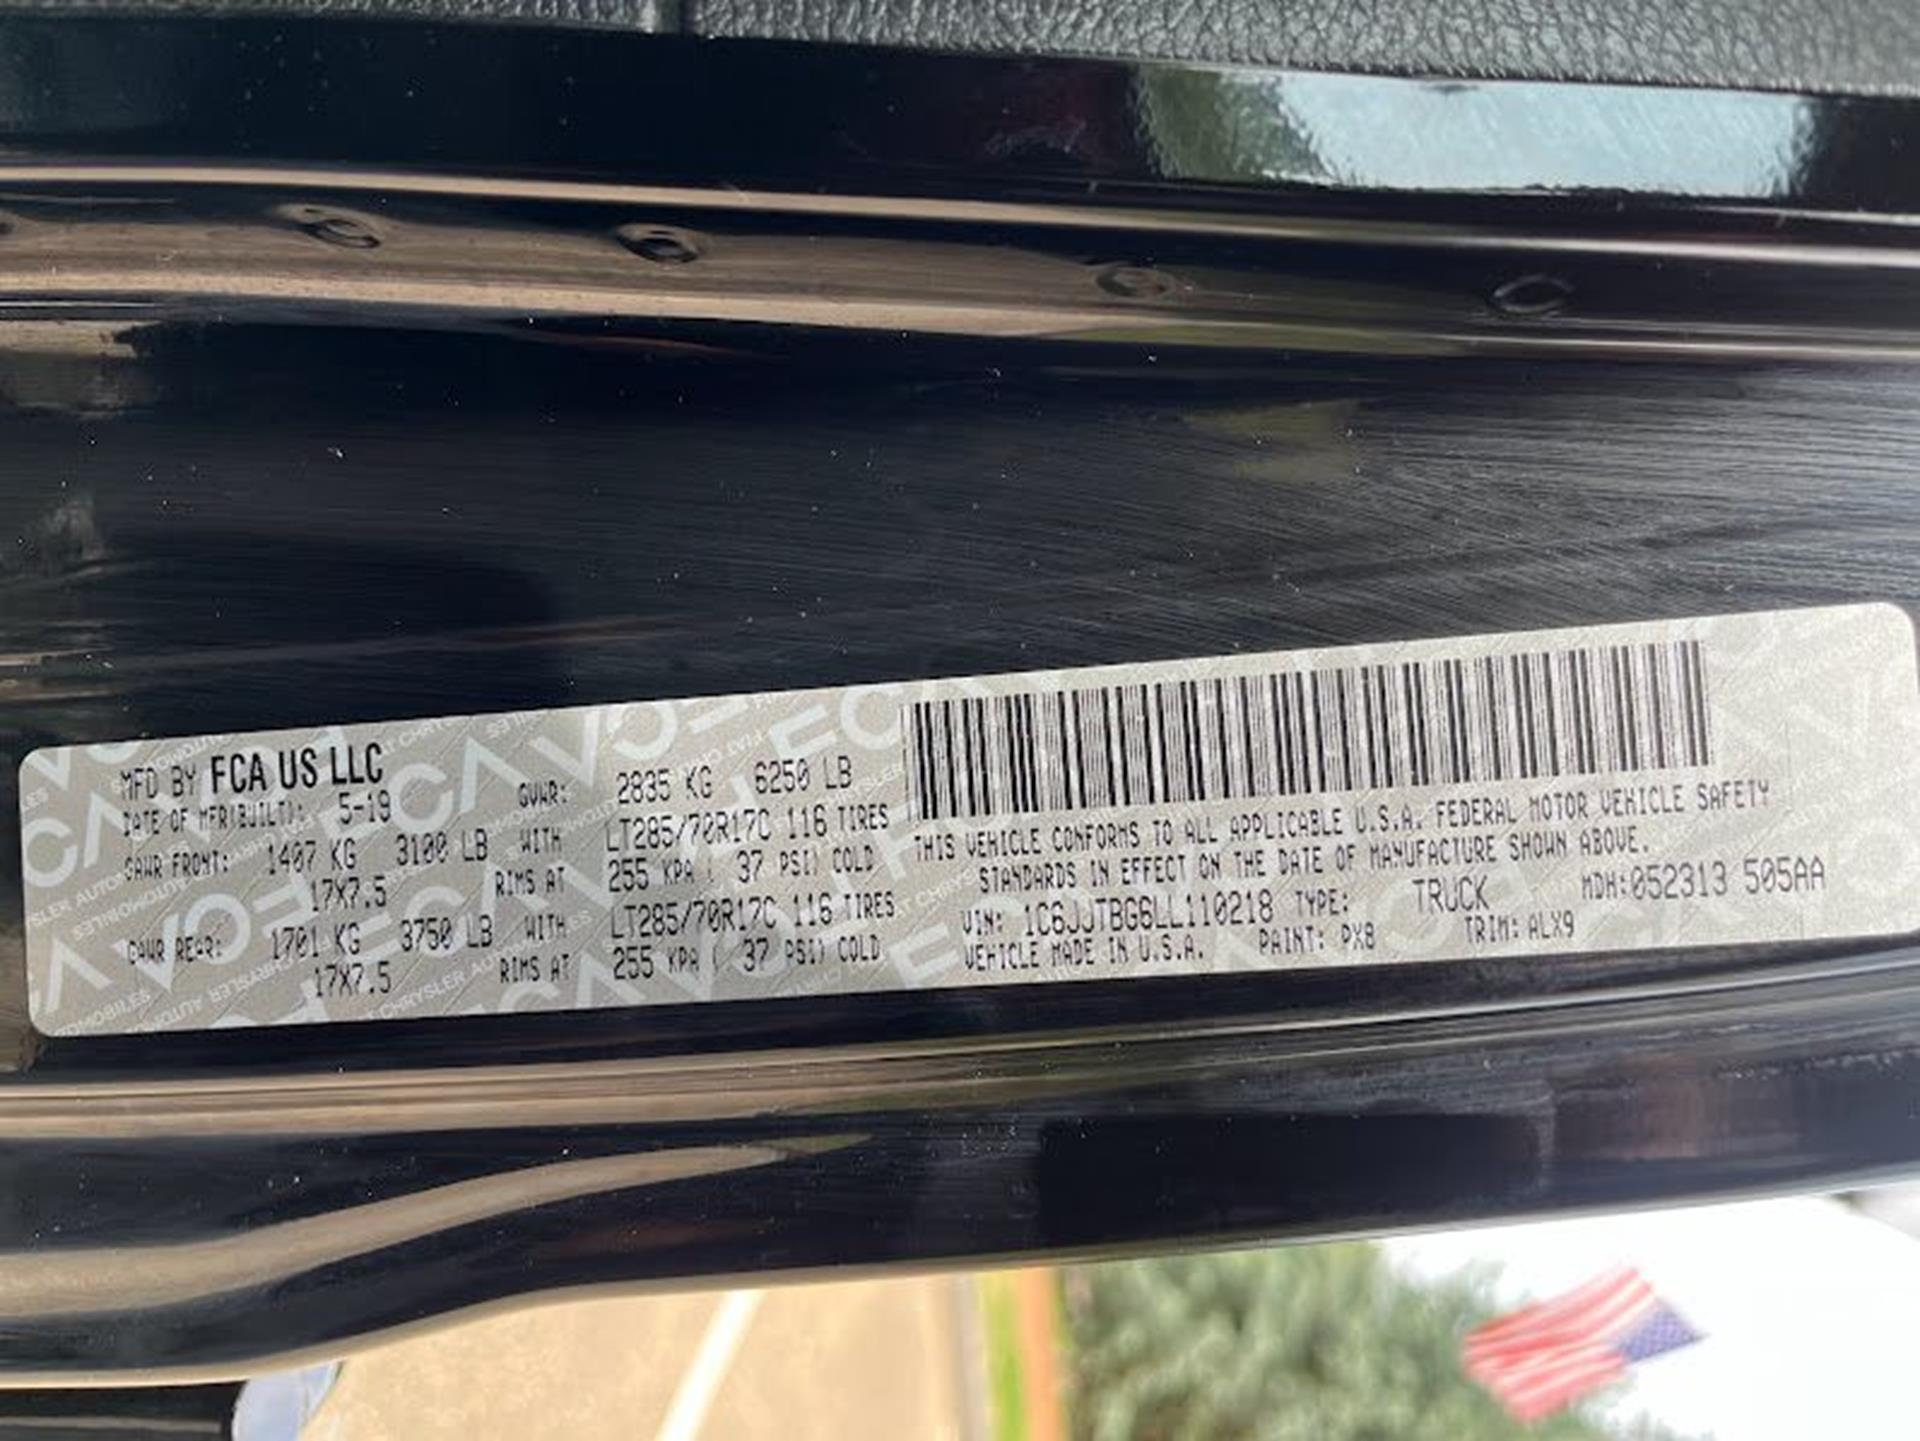 MFD BY FCA US LLC
DATE OF MFR(BUILT): 5-19 GVWR: 2835 KG 6250 LB
GAWR FRONT: 1407 KG 3100 LB WITH LT285/70R17C 116 TIRES
17X7.5 RIMS AT 255 KPA ( 37 PSI) COLD
GAWR REAR: 1701 KG 3750 LB WITH LT285/70R17C 116 TIRES
17X7.5 RIMS AT 255 KPA ( 37 PSI) COLD
THIS VEHICLE CONFORMS TO ALL APPLICABLE U.S.A. FEDERAL MOTOR VEHICLE SAFETY
STANDARDS IN EFFECT ON THE DATE OF MANUFACTURE SHOWN ABOVE.
VIN: 1C6JJTBG6LL110218 TYPE: TRUCK MDH:052313 505AA
VEHICLE MADE IN U.S.A. PAINT: PX8 TRIM: ALX9